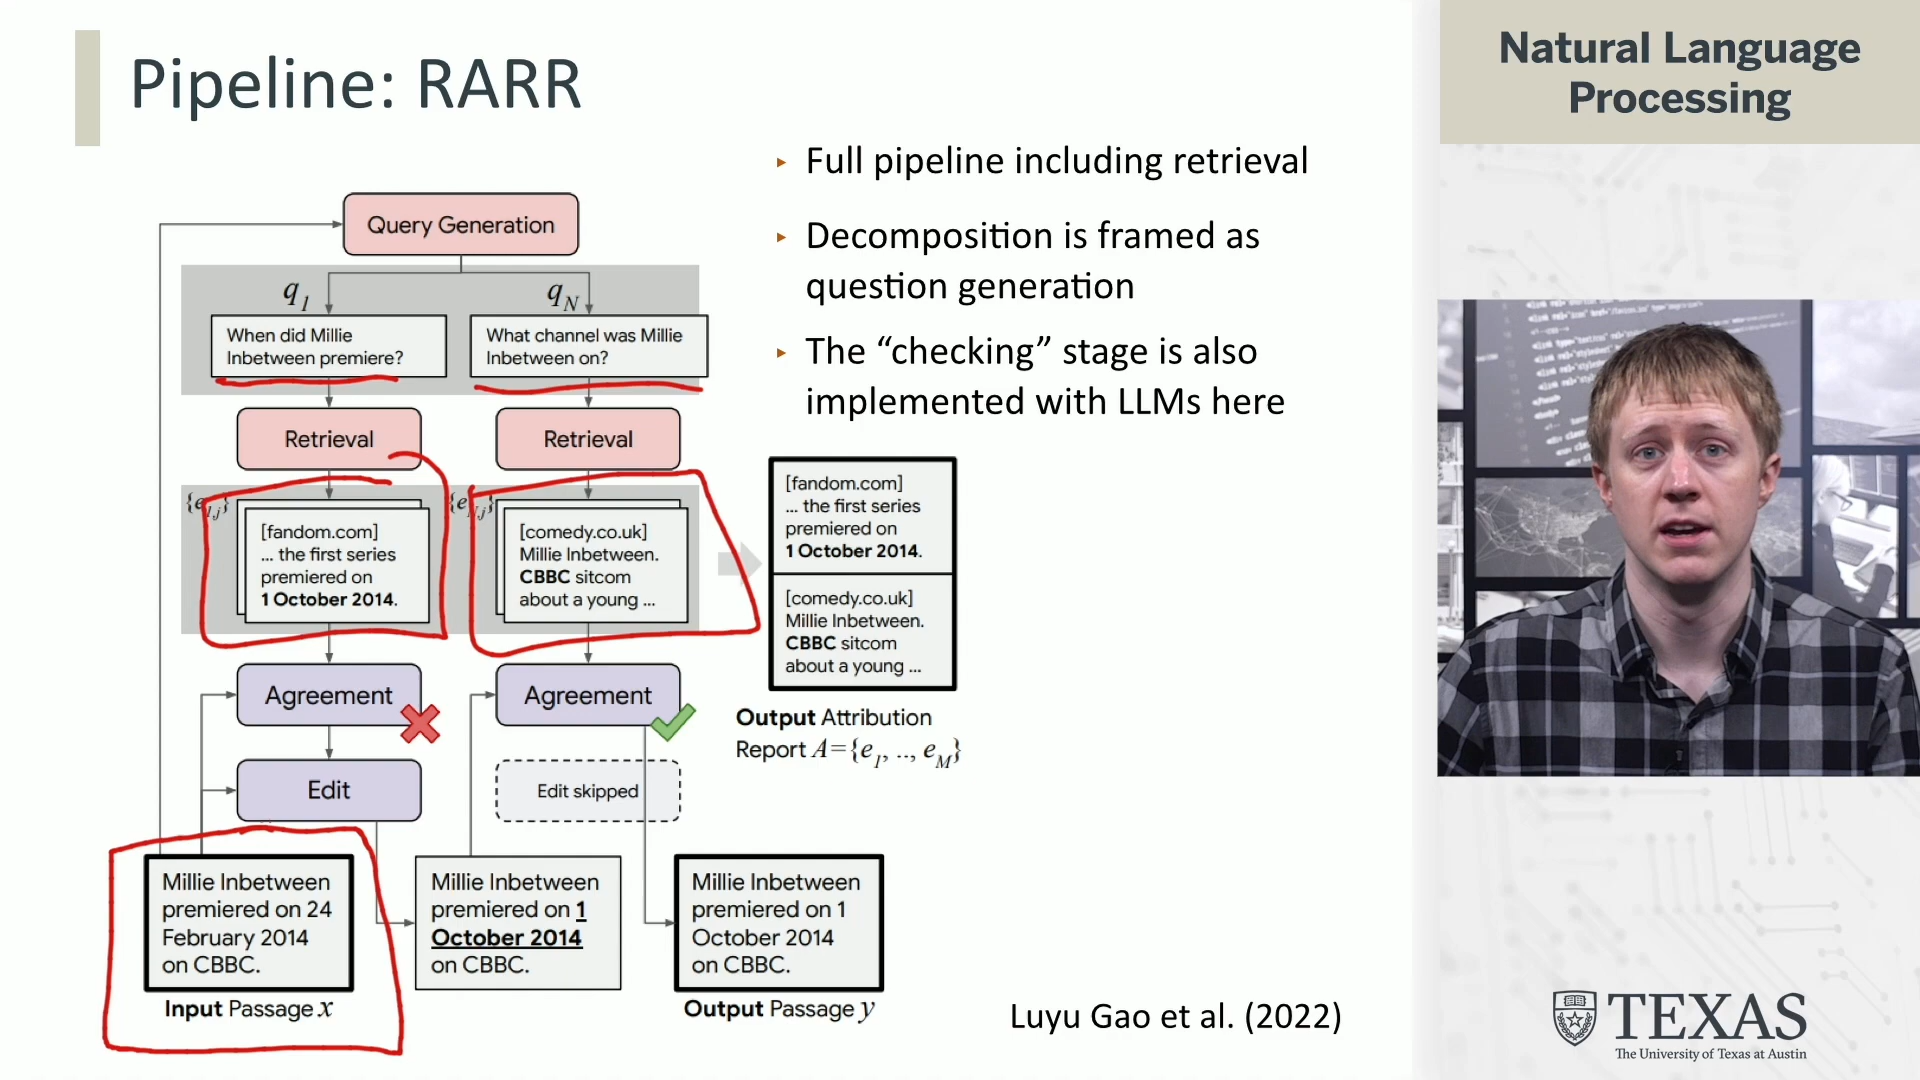 Pipeline: RARR
Natural Language
Processing
Full pipeline including retrieval
Decomposition is framed as
question generation
The “checking” stage is also
implemented with LLMs here
Query Generation
q1
qN
When did Millie
Inbetween premiere?
What channel was Millie
Inbetween on?
Retrieval
Retrieval
[fandom.com]
... the first series
premiered on
1 October 2014.
[comedy.co.uk]
Millie Inbetween.
CBBC sitcom
about a young ...
[fandom.com]
... the first series
premiered on
1 October 2014.
[comedy.co.uk]
Millie Inbetween.
CBBC sitcom
about a young ...
Output Attribution
Report A={e1, .., eM}
Agreement
Agreement
Edit
Edit skipped
Millie Inbetween
premiered on 24
February 2014
on CBBC.
Input Passage x
Millie Inbetween
premiered on 1
October 2014
on CBBC.
Millie Inbetween
premiered on 1
October 2014
on CBBC.
Output Passage y
Luyu Gao et al. (2022)
TEXAS
The University of Texas at Austin